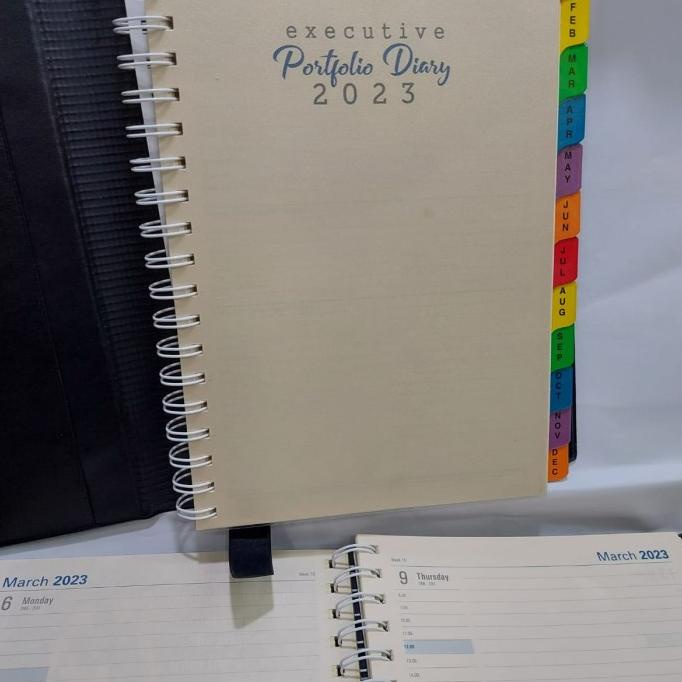 executive
Portfolio Diary
2023
FEB
MAR
APR
MAY
JUN
JUL
AUG
SEP
OCT
NOV
DEC
March 2023
6 Monday
March 2023
9 Thursday